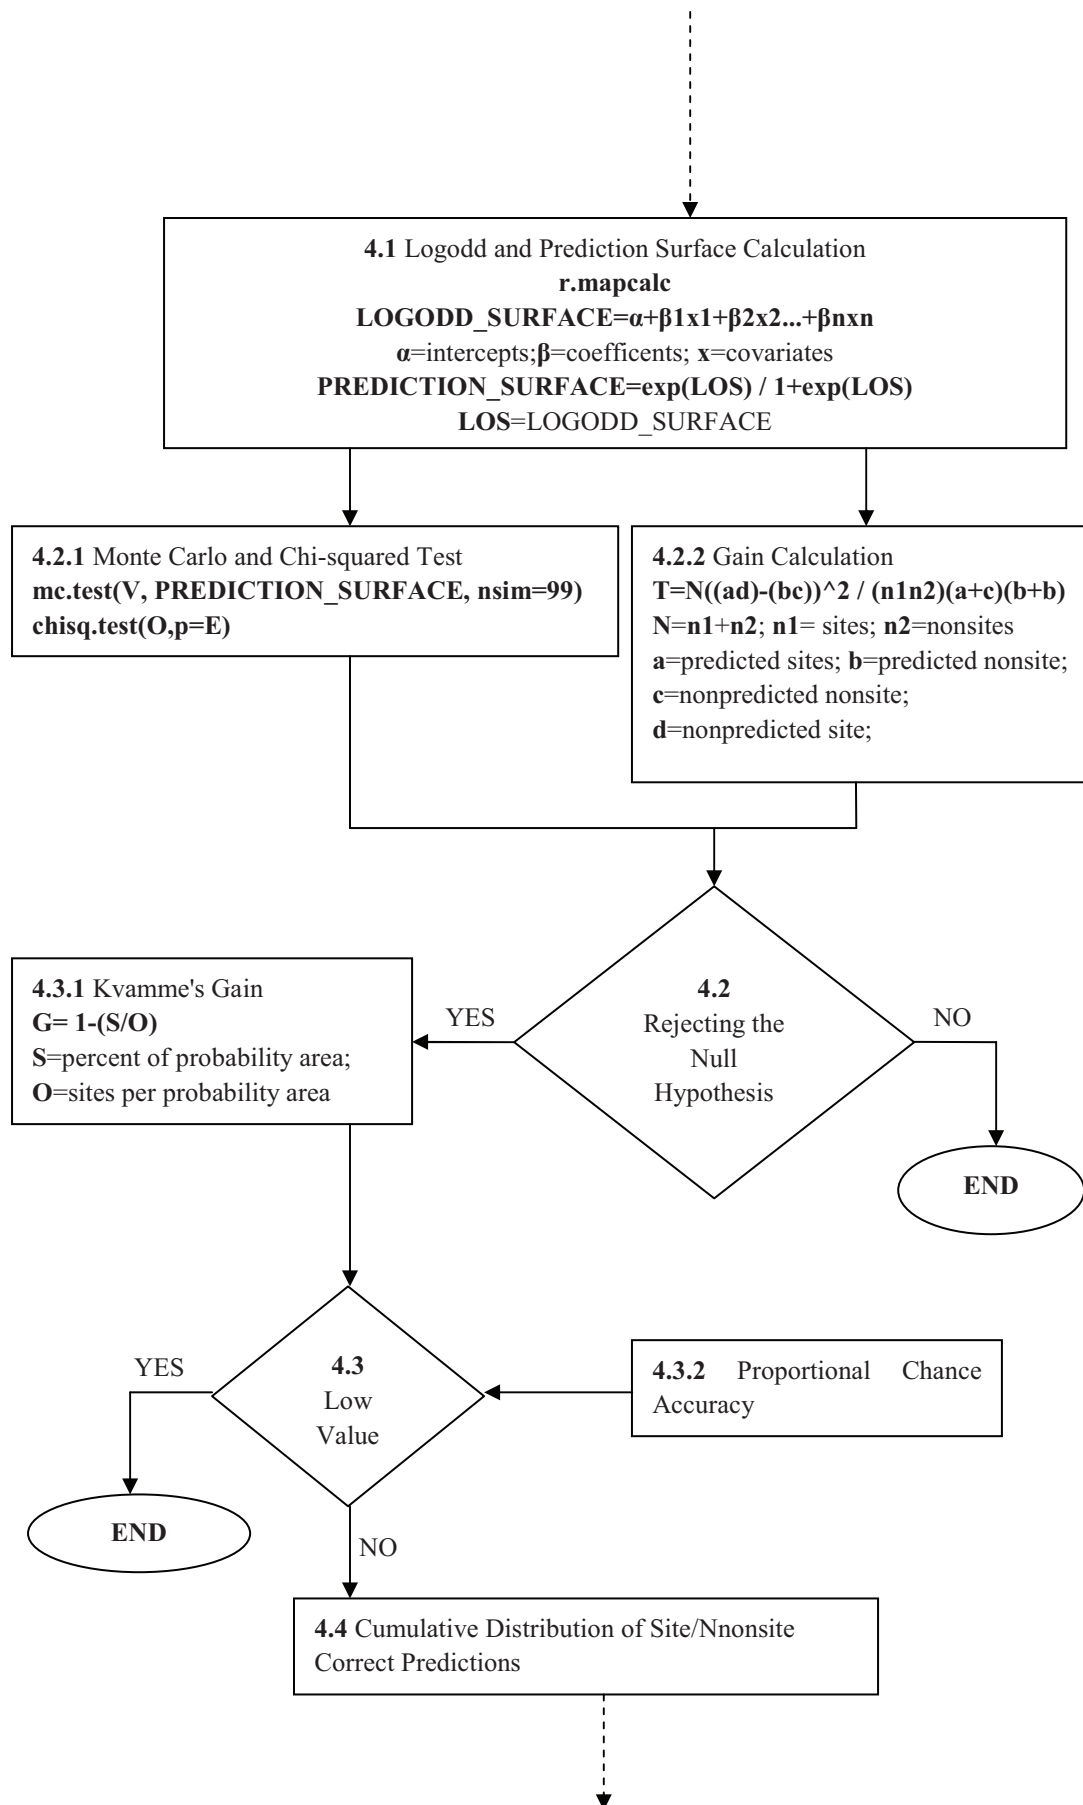 4.1 Logodd and Prediction Surface Calculation
r.mapcalc
LOGODD_SURFACE=α+β1x1+β2x2...+βnxn
α=intercepts;β=coefficents; x=covariates
PREDICTION_SURFACE=exp(LOS) / 1+exp(LOS)
LOS=LOGODD_SURFACE
4.2.1 Monte Carlo and Chi-squared Test
mc.test(V, PREDICTION_SURFACE, nsim=99)
chisq.test(O,p=E)
4.2.2 Gain Calculation
T=N((ad)-(bc))^2 / (n1n2)(a+c)(b+b)
N=n1+n2; n1= sites; n2=nonsites
a=predicted sites; b=predicted nonsite;
c=nonpredicted nonsite;
d=nonpredicted site;
4.2
Rejecting the
Null
Hypothesis
YES
NO
4.3.1 Kvamme's Gain
G= 1-(S/O)
S=percent of probability area;
O=sites per probability area
END
4.3
Low
Value
YES
4.3.2 Proportional Chance
Accuracy
END
NO
4.4 Cumulative Distribution of Site/Nnonsite
Correct Predictions